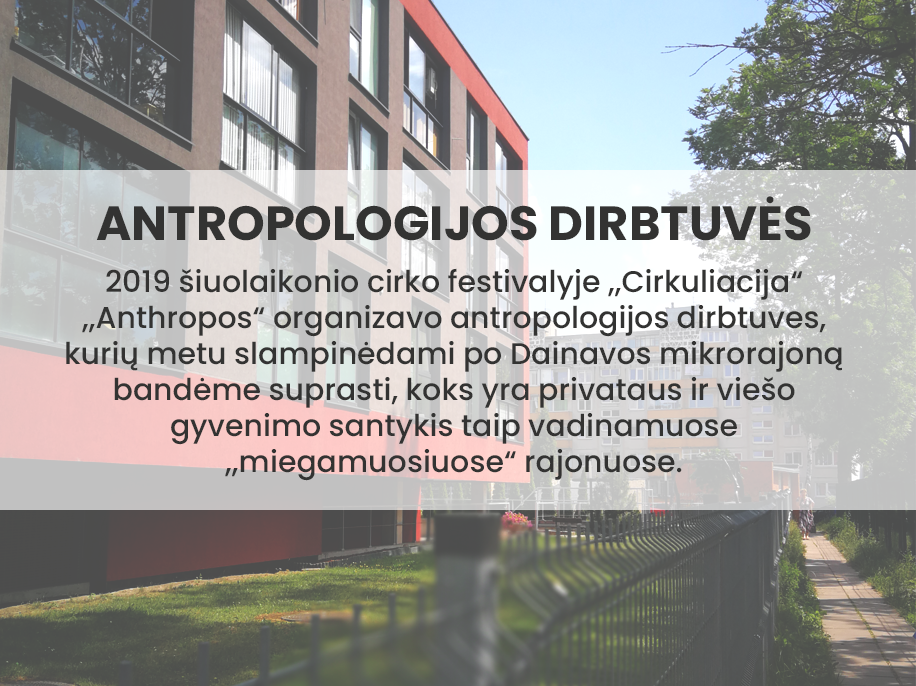 ANTROPOLOGIJOS DIRBTUVĖS
2019 šiuolaikonio cirko festivalyje ,,Cirkuliacija“
,,Anthropos“ organizavo antropologijos dirbtuves,
kurių metu slampinėdami po Dainavos mikrorajoną
bandėme suprasti, koks yra privataus ir viešo
gyvenimo santykis taip vadinamuose
,,miegamuosiuose“ rajonuose.